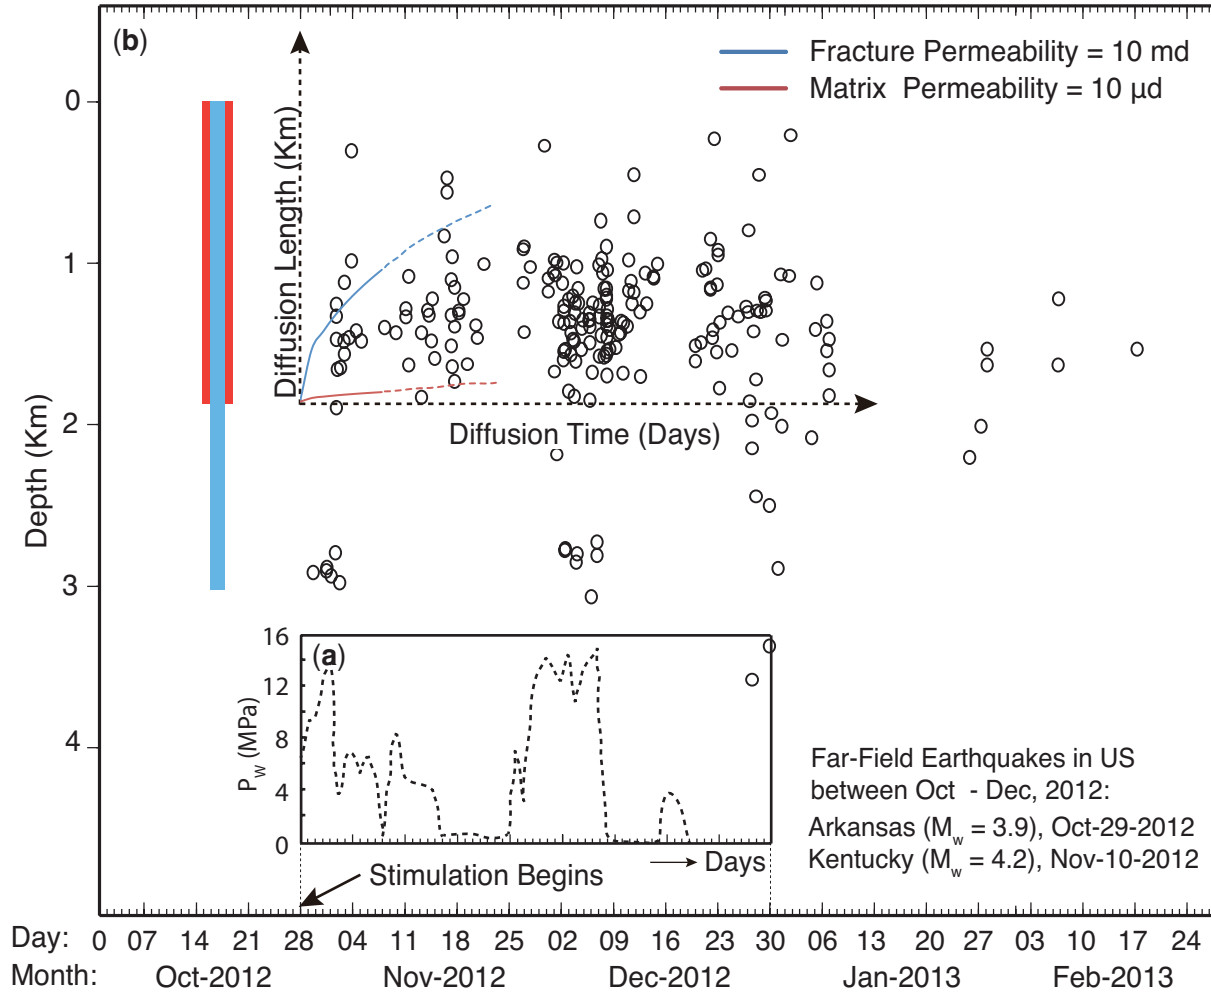 (b)
Fracture Permeability = 10 md
Matrix Permeability = 10 µd
0
1
2
3
4
Depth (Km)
Diffusion Length (Km)
Diffusion Time (Days)
(a)
16
12
8
4
0
P_w (MPa)
Days
Stimulation Begins
Far-Field Earthquakes in US
between Oct - Dec, 2012:
Arkansas (M_w = 3.9), Oct-29-2012
Kentucky (M_w = 4.2), Nov-10-2012
Day: 0 07 14 21 28 04 11 18 25 02 09 16 23 30 06 13 20 27 03 10 17 24
Month: Oct-2012 Nov-2012 Dec-2012 Jan-2013 Feb-2013